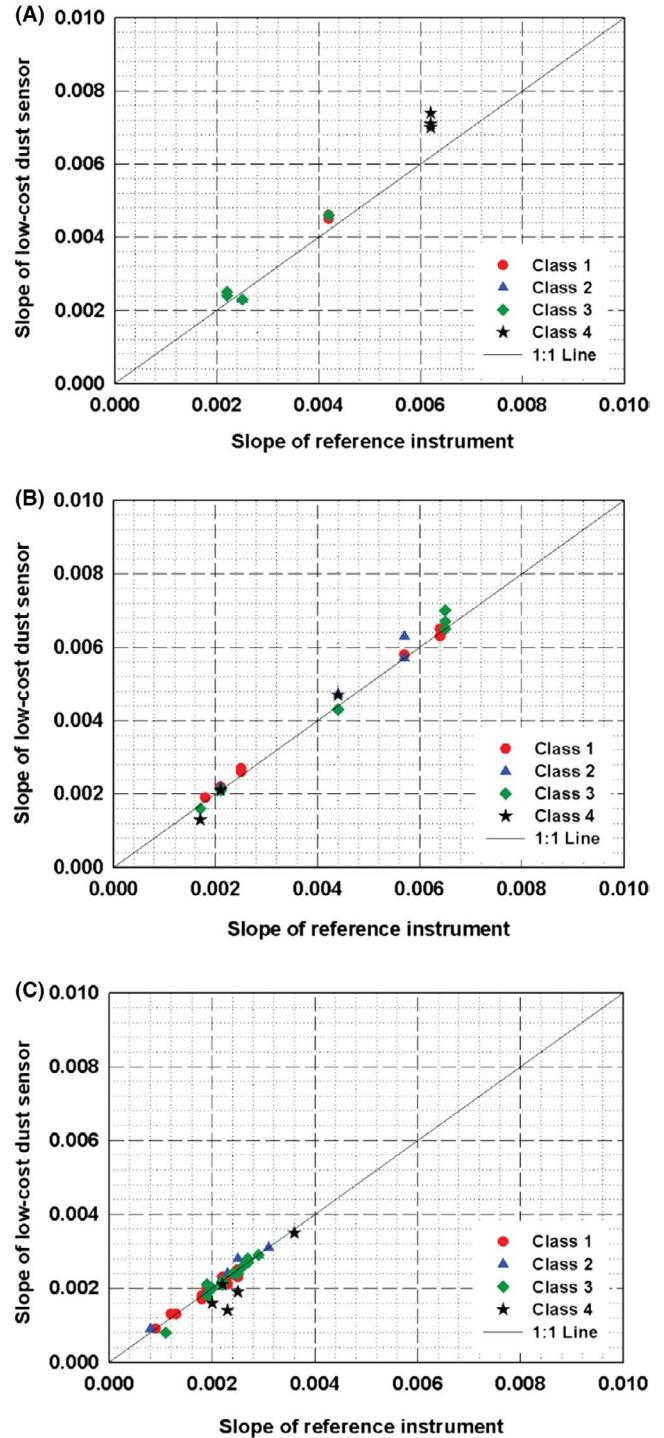 (A)
0.010
0.008
0.006
0.004
0.002
0.000
Slope of low-cost dust sensor
Class 1
Class 2
Class 3
Class 4
1:1 Line
0.000 0.002 0.004 0.006 0.008 0.010
Slope of reference instrument
(B)
0.010
0.008
0.006
0.004
0.002
0.000
Slope of low-cost dust sensor
Class 1
Class 2
Class 3
Class 4
1:1 Line
0.000 0.002 0.004 0.006 0.008 0.010
Slope of reference instrument
(C)
0.010
0.008
0.006
0.004
0.002
0.000
Slope of low-cost dust sensor
Class 1
Class 2
Class 3
Class 4
1:1 Line
0.000 0.002 0.004 0.006 0.008 0.010
Slope of reference instrument